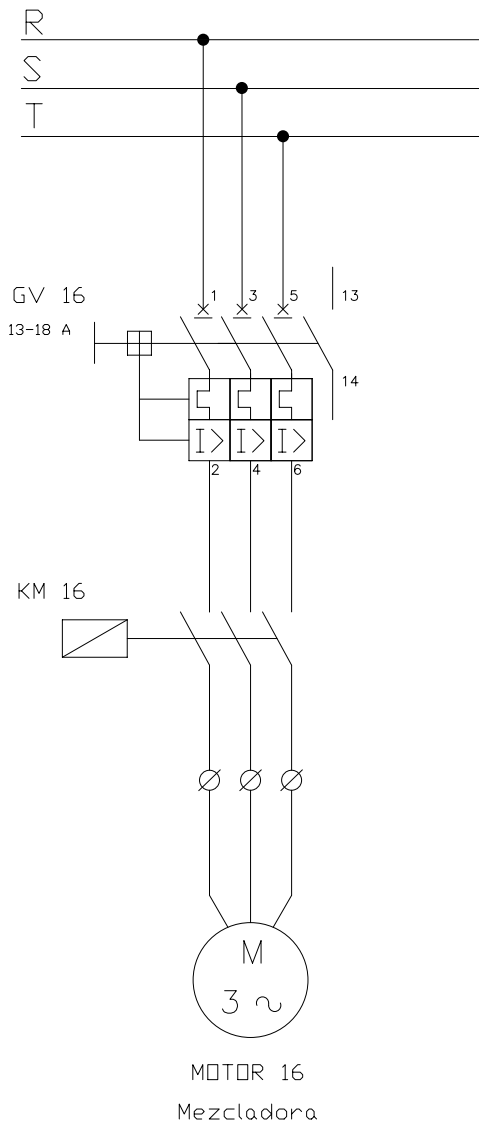 R
S
T
GV 16
13-18 A
1 3 5 13
14
I> I> I>
2 4 6
KM 16
M
3 ~
MOTOR 16
Mezcladora